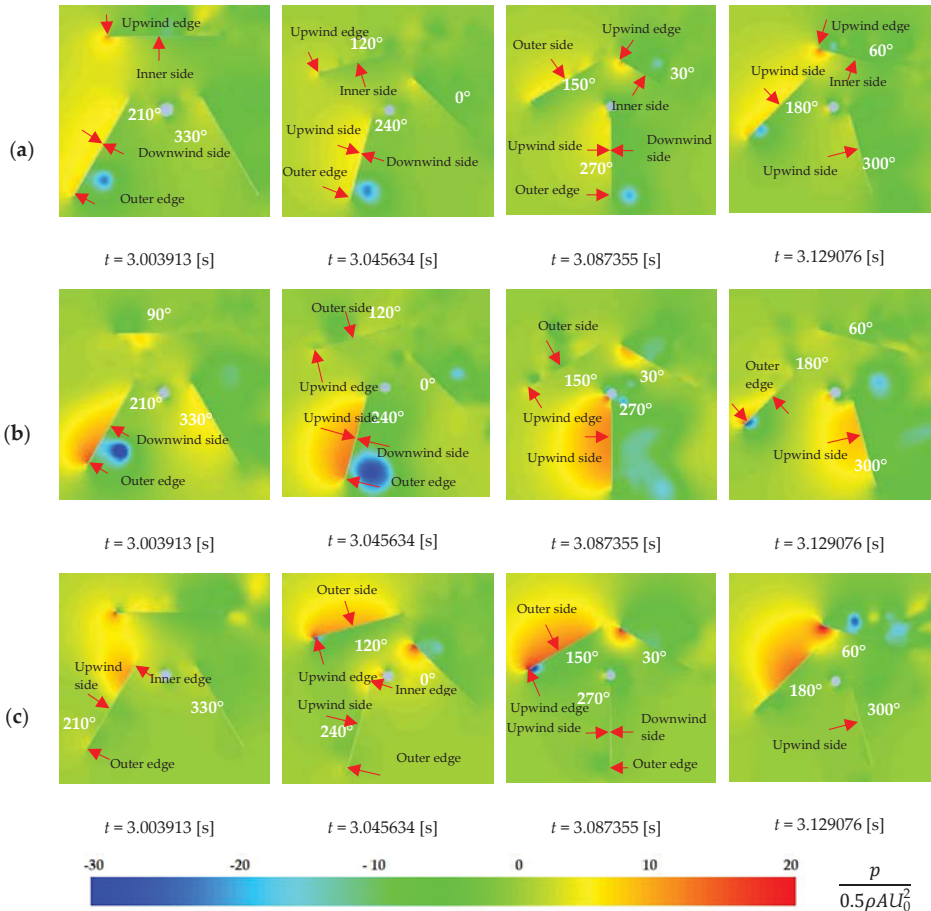 Upwind edge
Inner side
210°
330°
Downwind side
Outer edge
Upwind edge
120°
Inner side
0°
Upwind side
240°
Downwind side
Outer edge
Upwind edge
Outer side
150°
30°
Inner side
Upwind side
Downwind
side
270°
Outer edge
Upwind edge
60°
Upwind side
Inner side
180°
Upwind side
300°
(a)
t = 3.003913 [s]
t = 3.045634 [s]
t = 3.087355 [s]
t = 3.129076 [s]
90°
210°
330°
Downwind side
Outer edge
Outer side
120°
Upwind edge
0°
Upwind side
240°
Downwind side
Outer edge
Outer side
150°
30°
Upwind edge
270°
Upwind side
60°
Outer
edge
180°
Upwind side
300°
(b)
t = 3.003913 [s]
t = 3.045634 [s]
t = 3.087355 [s]
t = 3.129076 [s]
Upwind
side
Inner edge
210°
330°
Outer edge
Outer side
120°
Upwind edge
0°
Inner edge
Upwind side
240°
Outer edge
Outer side
150°
30°
270°
Upwind edge
Upwind side
Downwind
side
Outer edge
60°
180°
300°
Upwind side
(c)
t = 3.003913 [s]
t = 3.045634 [s]
t = 3.087355 [s]
t = 3.129076 [s]
-30 -20 -10 0 10 20
p
0.5ρAU₀²